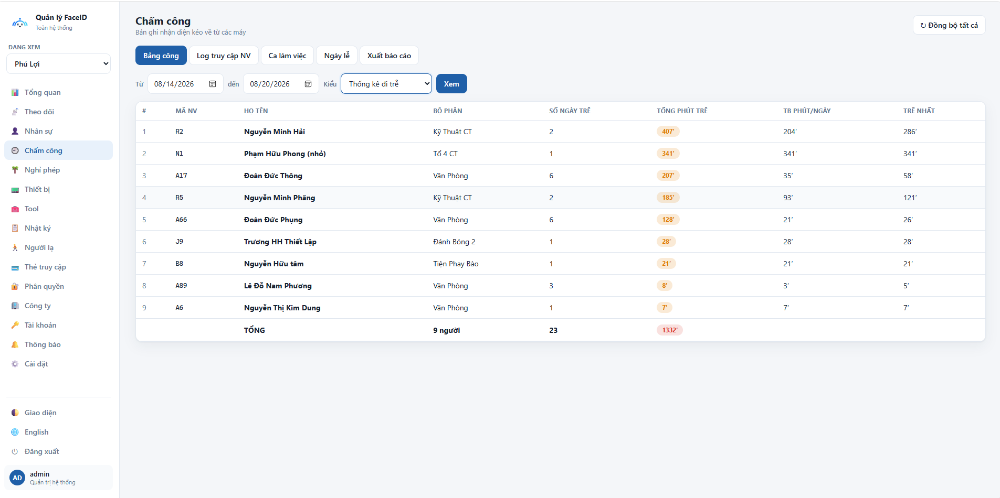 Quản lý FaceID
Toàn hệ thống
ĐANG XEM
Phú Lợi
Tổng quan
Theo dõi
Nhân sự
Chấm công
Nghỉ phép
Thiết bị
Tool
Nhật ký
Người lạ
Thẻ truy cập
Phân quyền
Công ty
Tài khoản
Thông báo
Cài đặt
Giao diện
English
Đăng xuất
AD
admin
Quản trị hệ thống
Chấm công
Bản ghi nhận diện kéo về từ các máy
↻ Đồng bộ tất cả
Bảng công Log truy cập NV Ca làm việc Ngày lễ Xuất báo cáo
Từ 08/14/2026 đến 08/20/2026 Kiểu Thống kê đi trễ Xem
# MÃ NV HỌ TÊN BỘ PHẬN SỐ NGÀY TRỄ TỔNG PHÚT TRỄ TB PHÚT/NGÀY TRỄ NHẤT
1 R2 Nguyễn Minh Hải Kỹ Thuật CT 2 407' 204' 286'
2 N1 Phạm Hữu Phong (nhỏ) Tổ 4 CT 1 341' 341' 341'
3 A17 Đoàn Đức Thông Văn Phòng 6 207' 35' 58'
4 R5 Nguyễn Minh Phăng Kỹ Thuật CT 2 185' 93' 121'
5 A66 Đoàn Đức Phụng Văn Phòng 6 128' 21' 26'
6 J9 Trương HH Thiết Lập Đánh Bóng 2 1 28' 28' 28'
7 B8 Nguyễn Hữu tâm Tiện Phay Bào 1 21' 21' 21'
8 A89 Lê Đỗ Nam Phương Văn Phòng 3 8' 3' 5'
9 A6 Nguyễn Thị Kim Dung Văn Phòng 1 7' 7' 7'
TỔNG 9 người 23 1332'